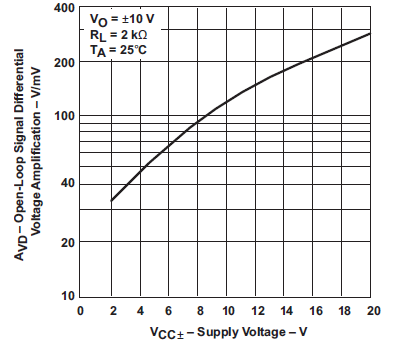 400
200
100
40
20
10
VO = ±10 V
RL = 2 kΩ
TA = 25°C
AVD – Open-Loop Signal Differential
Voltage Amplification – V/mV
0 2 4 6 8 10 12 14 16 18 20
VCC± – Supply Voltage – V